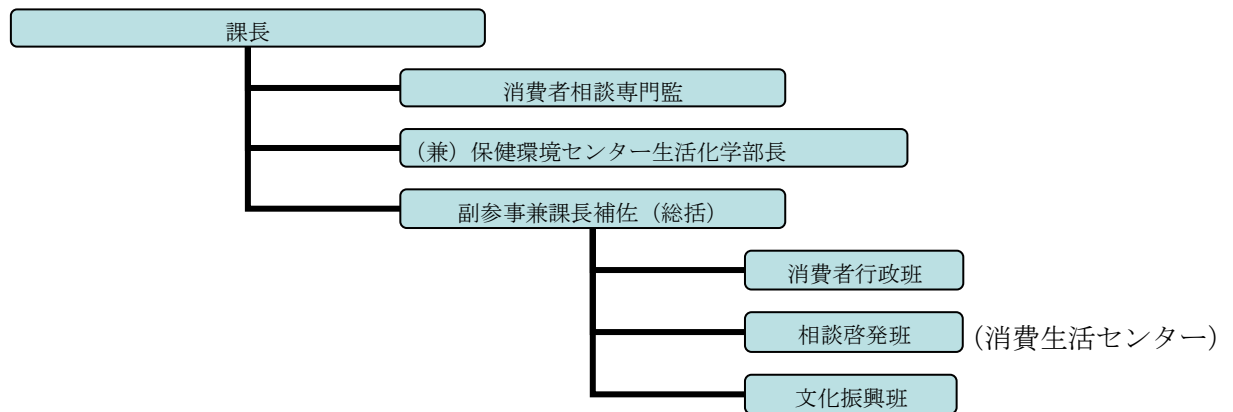 課長
消費者相談専門監
（兼）保健環境センター生活化学部長
副参事兼課長補佐（総括）
消費者行政班
相談啓発班 （消費生活センター）
文化振興班